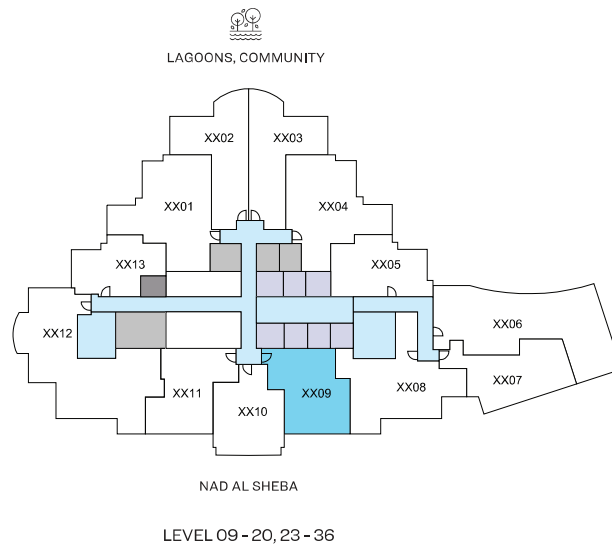 LAGOONS, COMMUNITY
XX02
XX03
XX01
XX04
XX13
XX05
XX12
XX06
XX11
XX10
XX09
XX08
XX07
NAD AL SHEBA
LEVEL 09 - 20, 23 - 36